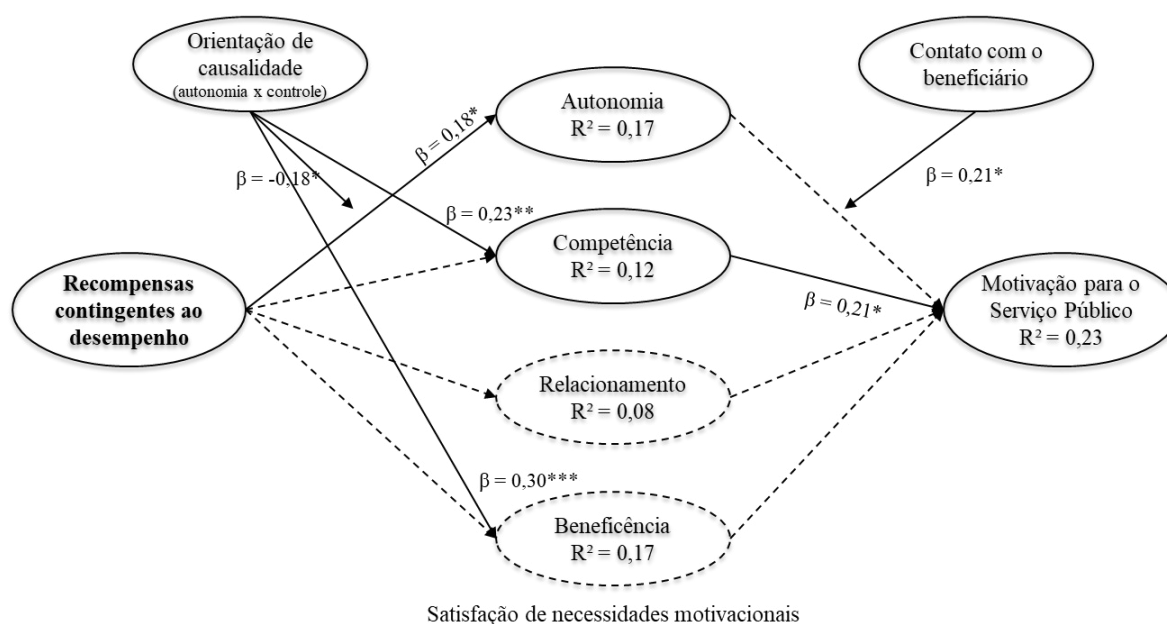 Orientação de
causalidade
(autonomia x controle)
Contato com o
beneficiário
Autonomia
R² = 0,17
β = 0,18*
β = -0,18*
β = 0,21*
β = 0,23**
Competência
R² = 0,12
Recompensas
contingentes ao
desempenho
β = 0,21*
Motivação para o
Serviço Público
R² = 0,23
Relacionamento
R² = 0,08
β = 0,30***
Beneficência
R² = 0,17
Satisfação de necessidades motivacionais